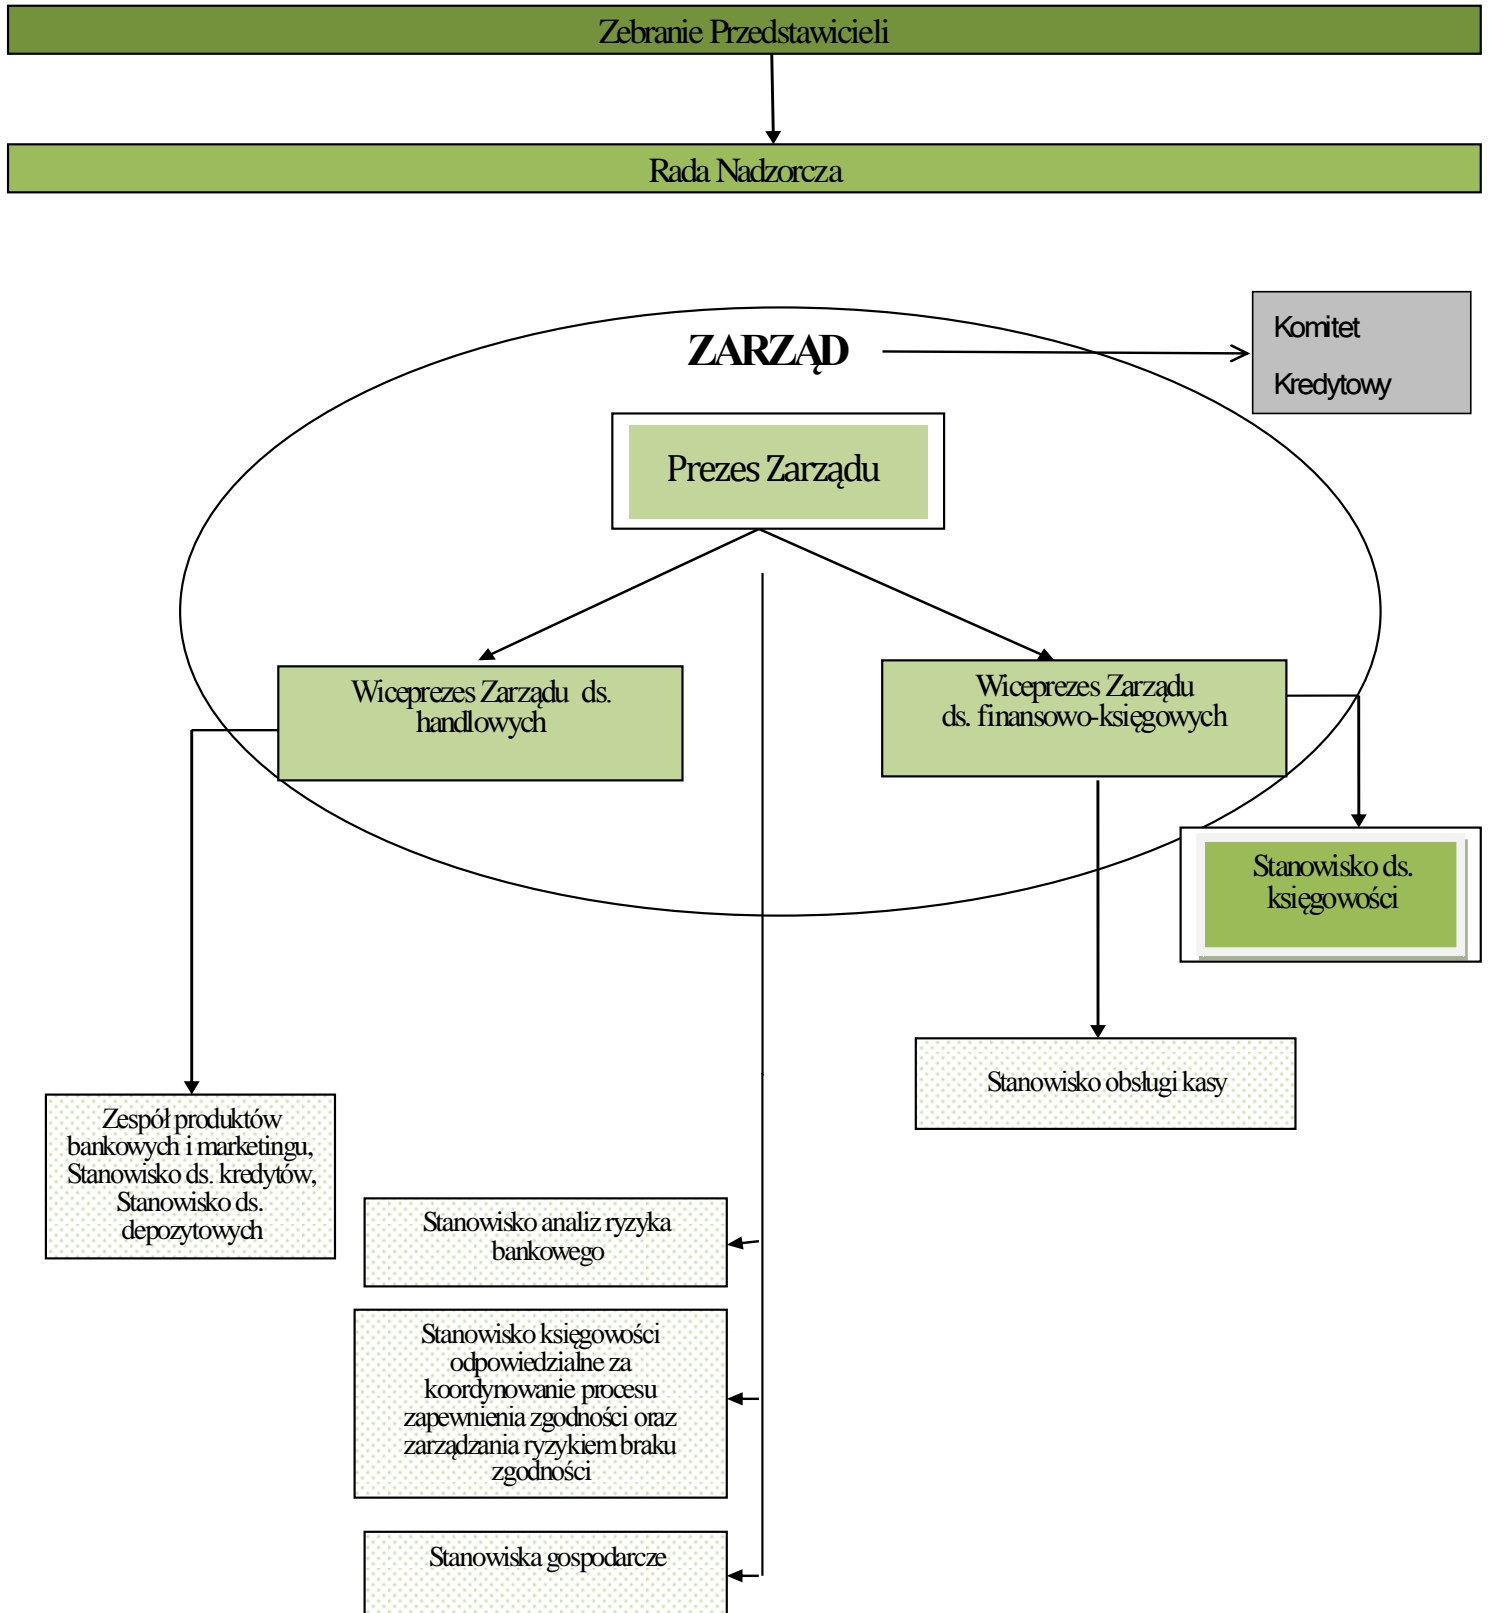 Zebranie Przedstawicieli
Rada Nadzorcza
ZARZĄD
Komitet
Kredytowy
Prezes Zarządu
Wiceprezes Zarządu ds.
handlowych
Wiceprezes Zarządu
ds. finansowo-księgowych
Stanowisko ds.
księgowości
Stanowisko obsługi kasy
Zespół produktów
bankowych i marketingu,
Stanowisko ds. kredytów,
Stanowisko ds.
depozytowych
Stanowisko analiz ryzyka
bankowego
Stanowisko księgowości
odpowiedzialne za
koordynowanie procesu
zapewnienia zgodności oraz
zarządzania ryzykiem braku
zgodności
Stanowiska gospodarcze